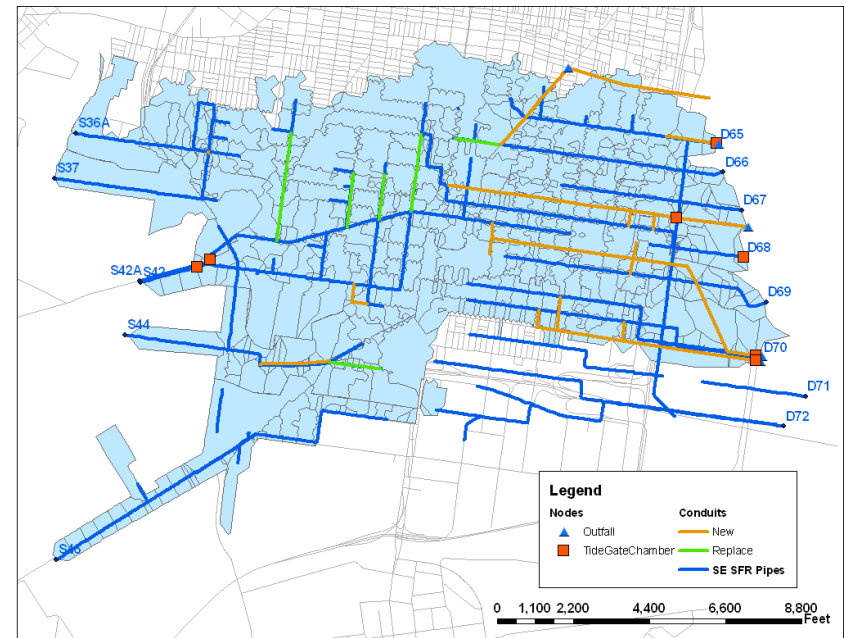 S36A
D65
D66
S37
D67
D68
S42A
S42
D69
S44
D70
D71
D72
Legend
Nodes
Conduits
Outfall
New
TideGateChamber
Replace
SE SFR Pipes
0 1,100 2,200 4,400 6,600 8,800
Feet